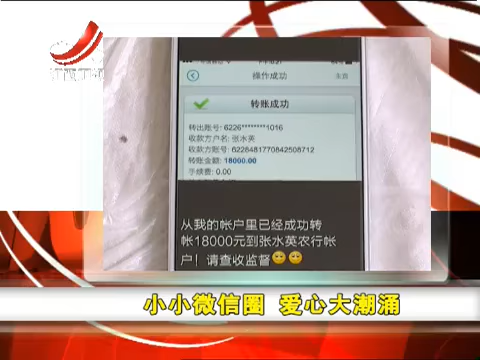 操作成功
转账成功
转出账号: 6226********1016
收款方户名: 张水英
收款方账号: 6228481770842508712
转账金额: 18000.00
手续费: 0.00
从我的帐户里已经成功转
帐18000元到张水英农行帐
户！请查收监督
小小微信圈 爱心大潮涌